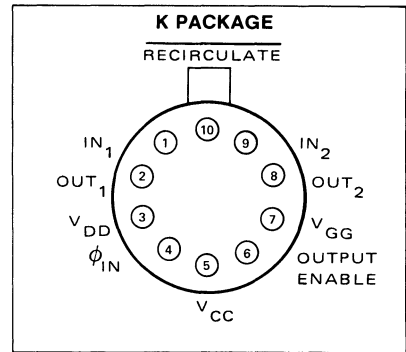 K PACKAGE
RECIRCULATE
10
1 9
IN1 IN2
2 8
OUT1 OUT2
3 7
VDD VGG
ϕIN 4 6 OUTPUT
5 ENABLE
VCC